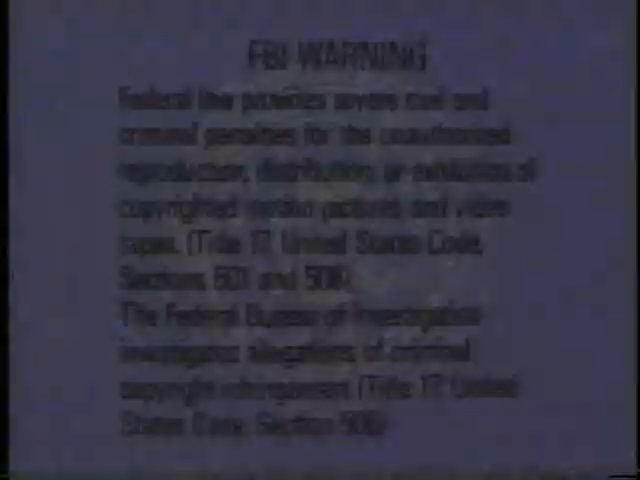 FBI WARNING
Federal law provides severe civil and
criminal penalties for the unauthorized
reproduction, distribution, or exhibition of
copyrighted motion pictures and video
tapes. (Title 17, United States Code,
Sections 501 and 506).
The Federal Bureau of Investigation
investigates allegations of criminal
copyright infringement. (Title 17, United
States Code, Section 506)